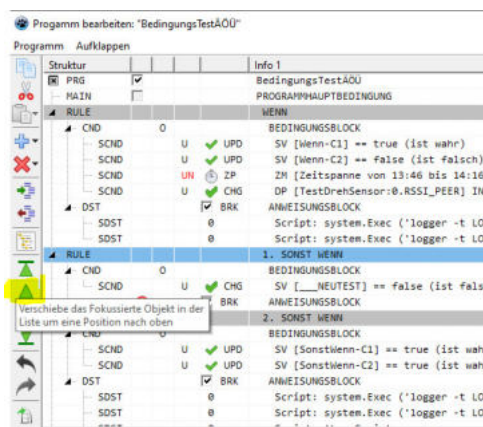 Progamm bearbeiten: "BedingungsTestÄÖÜ"
Programm Aufklappen
Struktur Info 1
PRG BedingungsTestÄÖÜ
MAIN PROGRAMMHAUPTBEDINGUNG
RULE WENN
CND O BEDINGUNGSBLOCK
SCND U UPD SV [Wenn-C1] == true (ist wahr)
SCND U UPD SV [Wenn-C2] == false (ist falsch)
SCND UN ZP ZM [Zeitspanne von 13:46 bis 14:16
SCND U CHG DP [TestDrehSensor:0.RSSI_PEER] IN
DST BRK ANWEISUNGSBLOCK
SDST 0 Script: system.Exec ('logger -t LO
SDST 0 Script: system.Exec ('logger -t LO
RULE 1. SONST WENN
CND O BEDINGUNGSBLOCK
SCND U CHG SV [___NEUTEST] == false (ist fals
BRK ANWEISUNGSBLOCK
Verschiebe das Fokussierte Objekt in der
Liste um eine Position nach oben
2. SONST WENN
CND O BEDINGUNGSBLOCK
SCND U UPD SV [SonstWenn-C1] == true (ist wah
SCND U UPD SV [SonstWenn-C2] == true (ist wah
DST BRK ANWEISUNGSBLOCK
SDST 0 Script: system.Exec ('logger -t LO
SDST 0 Script: system.Exec ('logger -t LO